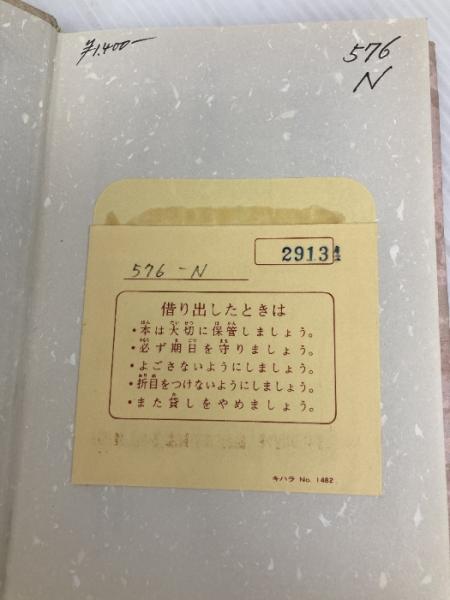 ¥1.400-
576
N
29134
576-N
借り出したときは
・本は大切に保管しましょう。
・必ず期日を守りましょう。
・よごさないようにしましょう。
・折目をつけないようにしましょう。
・また貸しをやめましょう。
キハラ No. 1482